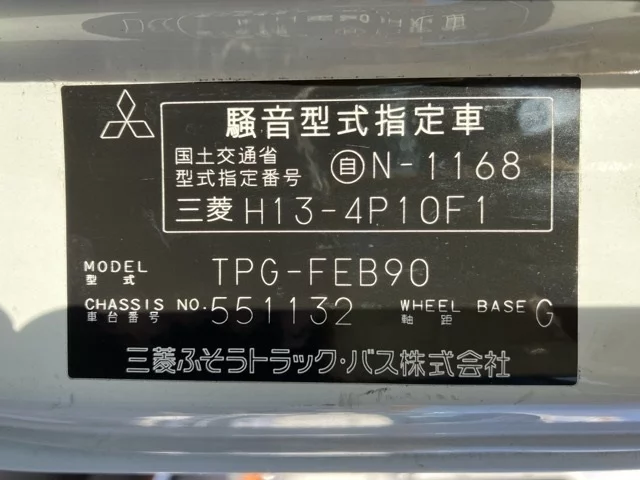 騒音型式指定車
国土交通省
型式指定番号 自N-1168
三菱 H13-4P10F1
MODEL
型式 TPG-FEB90
CHASSIS NO.
車台番号 551132 WHEEL BASE
軸距 G
三菱ふそうトラック・バス株式会社